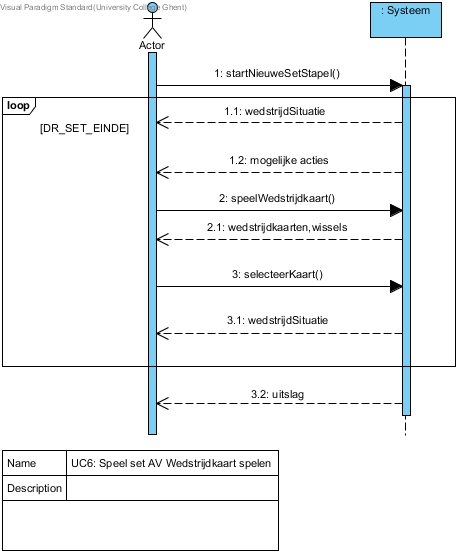 Visual Paradigm Standard(University College Ghent)
: Systeem
Actor
1: startNieuweSetStapel()
loop
1.1: wedstrijdSituatie
[DR_SET_EINDE]
1.2: mogelijke acties
2: speelWedstrijdkaart()
2.1: wedstrijdkaarten,wissels
3: selecteerKaart()
3.1: wedstrijdSituatie
3.2: uitslag
Name UC6: Speel set AV Wedstrijdkaart spelen
Description